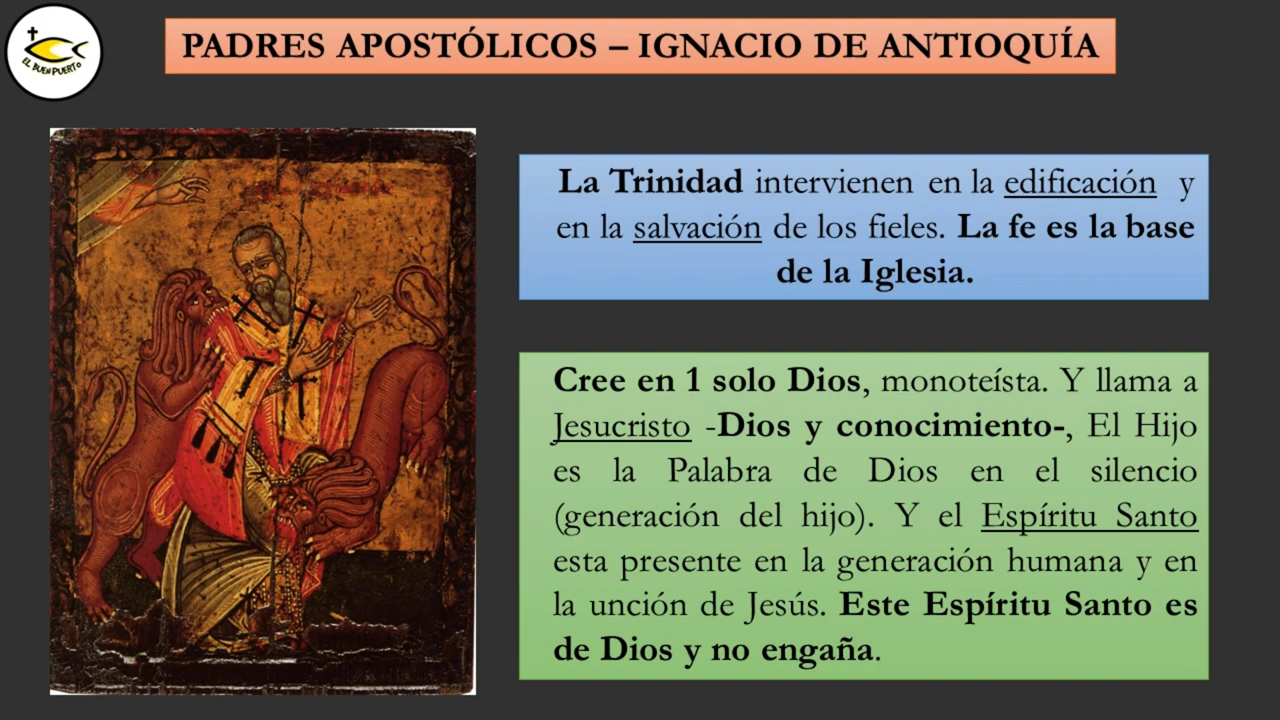 EL BUEN PUERTO
PADRES APOSTÓLICOS – IGNACIO DE ANTIOQUÍA
La Trinidad intervienen en la edificación y
en la salvación de los fieles. La fe es la base
de la Iglesia.
Cree en 1 solo Dios, monoteísta. Y llama a
Jesucristo -Dios y conocimiento-, El Hijo
es la Palabra de Dios en el silencio
(generación del hijo). Y el Espíritu Santo
esta presente en la generación humana y en
la unción de Jesús. Este Espíritu Santo es
de Dios y no engaña.